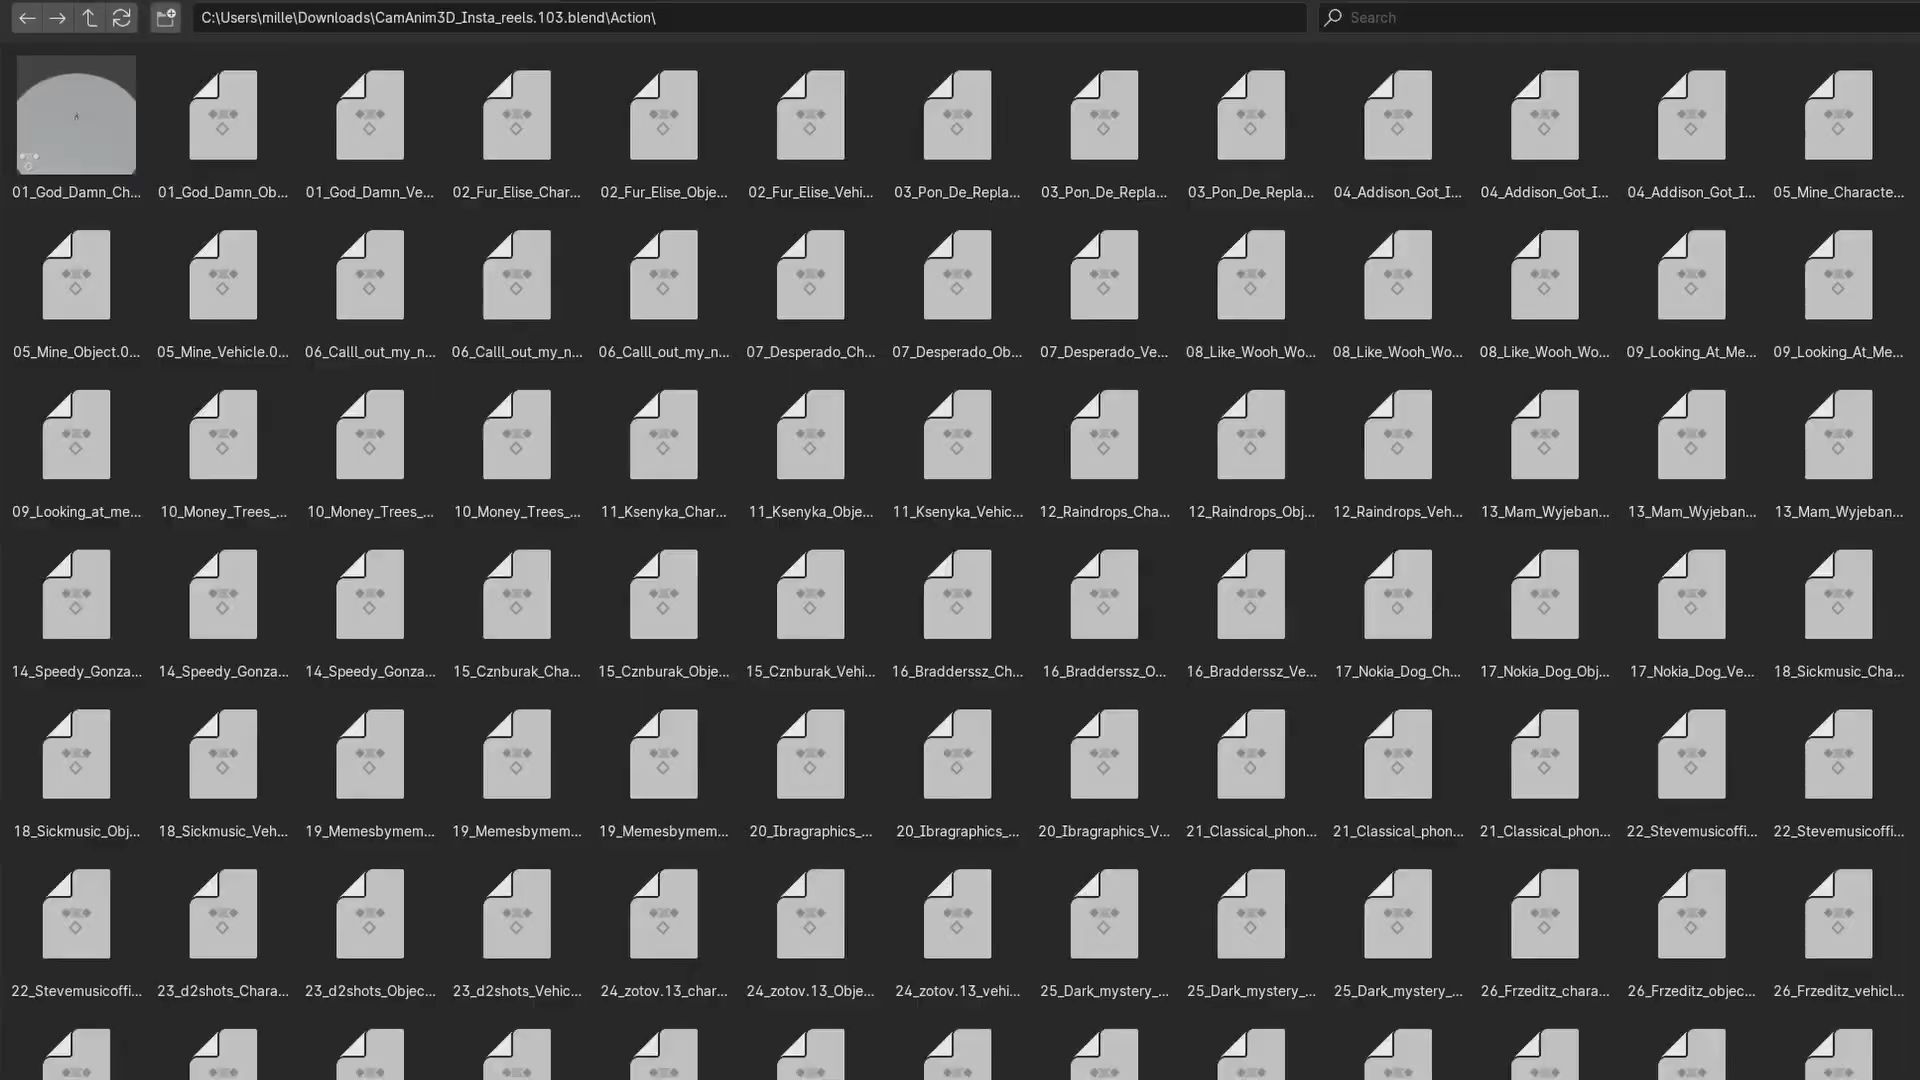 C:\Users\mille\Downloads\CamAnim3D_Insta_reels.103.blend\Action\ Search
01_God_Damn_Ch... 01_God_Damn_Ob... 01_God_Damn_Ve... 02_Fur_Elise_Char... 02_Fur_Elise_Obje... 02_Fur_Elise_Vehi... 03_Pon_De_Repla... 03_Pon_De_Repla... 03_Pon_De_Repla... 04_Addison_Got_I... 04_Addison_Got_I... 04_Addison_Got_I... 05_Mine_Characte...
05_Mine_Object.0... 05_Mine_Vehicle.0... 06_Calll_out_my_n... 06_Calll_out_my_n... 06_Calll_out_my_n... 07_Desperado_Ch... 07_Desperado_Ob... 07_Desperado_Ve... 08_Like_Wooh_Wo... 08_Like_Wooh_Wo... 08_Like_Wooh_Wo... 09_Looking_At_Me... 09_Looking_At_Me...
09_Looking_at_me... 10_Money_Trees_... 10_Money_Trees_... 10_Money_Trees_... 11_Ksenyka_Char... 11_Ksenyka_Obje... 11_Ksenyka_Vehic... 12_Raindrops_Cha... 12_Raindrops_Obj... 12_Raindrops_Veh... 13_Mam_Wyjeban... 13_Mam_Wyjeban... 13_Mam_Wyjeban...
14_Speedy_Gonza... 14_Speedy_Gonza... 14_Speedy_Gonza... 15_Cznburak_Cha... 15_Cznburak_Obje... 15_Cznburak_Vehi... 16_Bradderssz_Ch... 16_Bradderssz_O... 16_Bradderssz_Ve... 17_Nokia_Dog_Ch... 17_Nokia_Dog_Obj... 17_Nokia_Dog_Ve... 18_Sickmusic_Cha...
18_Sickmusic_Obj... 18_Sickmusic_Veh... 19_Memesbymem... 19_Memesbymem... 19_Memesbymem... 20_Ibragraphics_... 20_Ibragraphics_... 20_Ibragraphics_V... 21_Classical_phon... 21_Classical_phon... 21_Classical_phon... 22_Stevemusicoffi... 22_Stevemusicoffi...
22_Stevemusicoffi... 23_d2shots_Chara... 23_d2shots_Objec... 23_d2shots_Vehic... 24_zotov.13_char... 24_zotov.13_Obje... 24_zotov.13_vehi... 25_Dark_mystery_... 25_Dark_mystery_... 25_Dark_mystery_... 26_Frzeditz_chara... 26_Frzeditz_objec... 26_Frzeditz_vehicl...